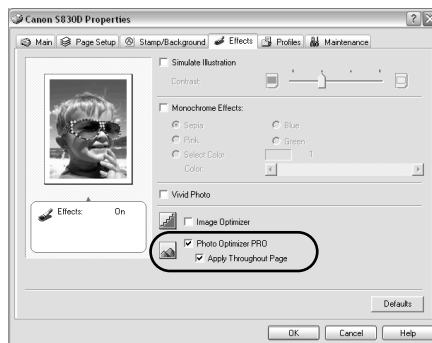 Canon S830D Properties
Main Page Setup Stamp/Background Effects Profiles Maintenance
Simulate Illustration
Contrast:
Monochrome Effects:
Sepia Blue
Pink Green
Select Color 1
Color:
Vivid Photo
Effects: On
Image Optimizer
Photo Optimizer PRO
Apply Throughout Page
Defaults
OK Cancel Help